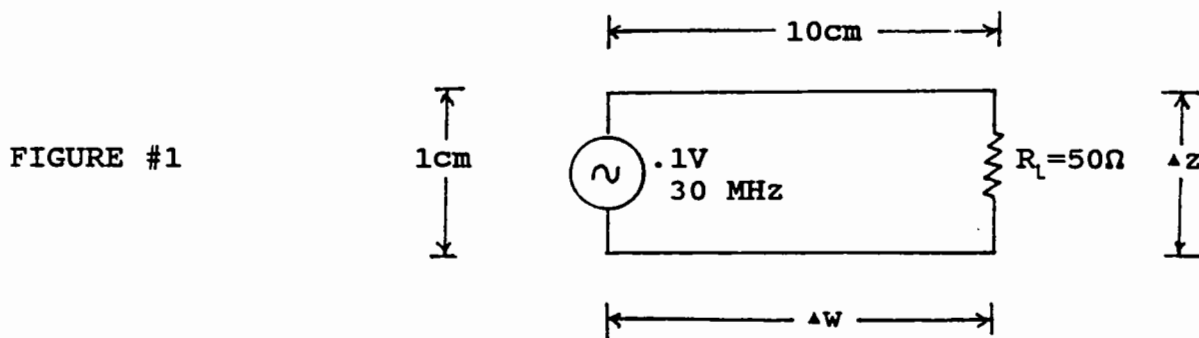 10cm
FIGURE #1
1cm
.1V
30 MHz
R_L=50Ω
▲z
▲w